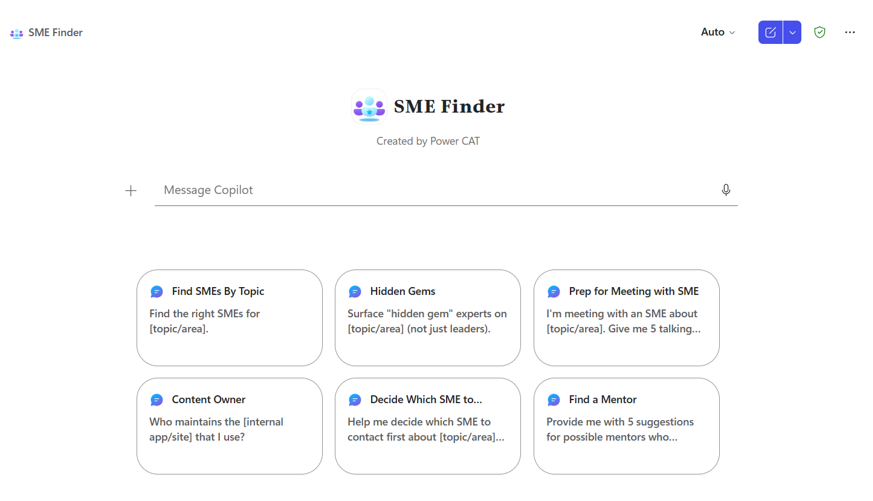 SME Finder
Auto
SME Finder
Created by Power CAT
Message Copilot
Find SMEs By Topic
Find the right SMEs for
[topic/area].
Hidden Gems
Surface "hidden gem" experts on
[topic/area] (not just leaders).
Prep for Meeting with SME
I'm meeting with an SME about
[topic/area]. Give me 5 talking...
Content Owner
Who maintains the [internal
app/site] that I use?
Decide Which SME to...
Help me decide which SME to
contact first about [topic/area]...
Find a Mentor
Provide me with 5 suggestions
for possible mentors who...